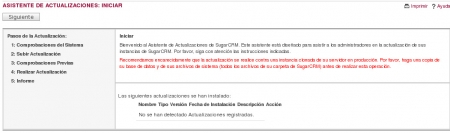 ASISTENTE DE ACTUALIZACIONES: INICIAR
Imprimir ? Ayuda
Siguiente
Pasos de la Actualización:
1: Comprobaciones del Sistema
2: Subir Actualización
3: Comprobaciones Previas
4: Realizar Actualización
5: Informe
Iniciar
Bienvenido al Asistente de Actualizaciones de SugarCRM. Este asistente está diseñado para asistir a los administradores en la actualización de sus
instancias de SugarCRM. Por favor, siga con atención las instrucciones indicadas.
Recomendamos encarecidamente que la actualización se realice contra una instancia clonada de su servidor en producción. Por favor, haga una copia de
su base de datos y de sus archivos de sistema (todos los archivos de su carpeta de SugarCRM) antes de realizar esta operación.
Las siguientes actualizaciones se han instalado:
Nombre Tipo Versión Fecha de Instalación Descripción Acción
No se han detectado Actualizaciones registradas.